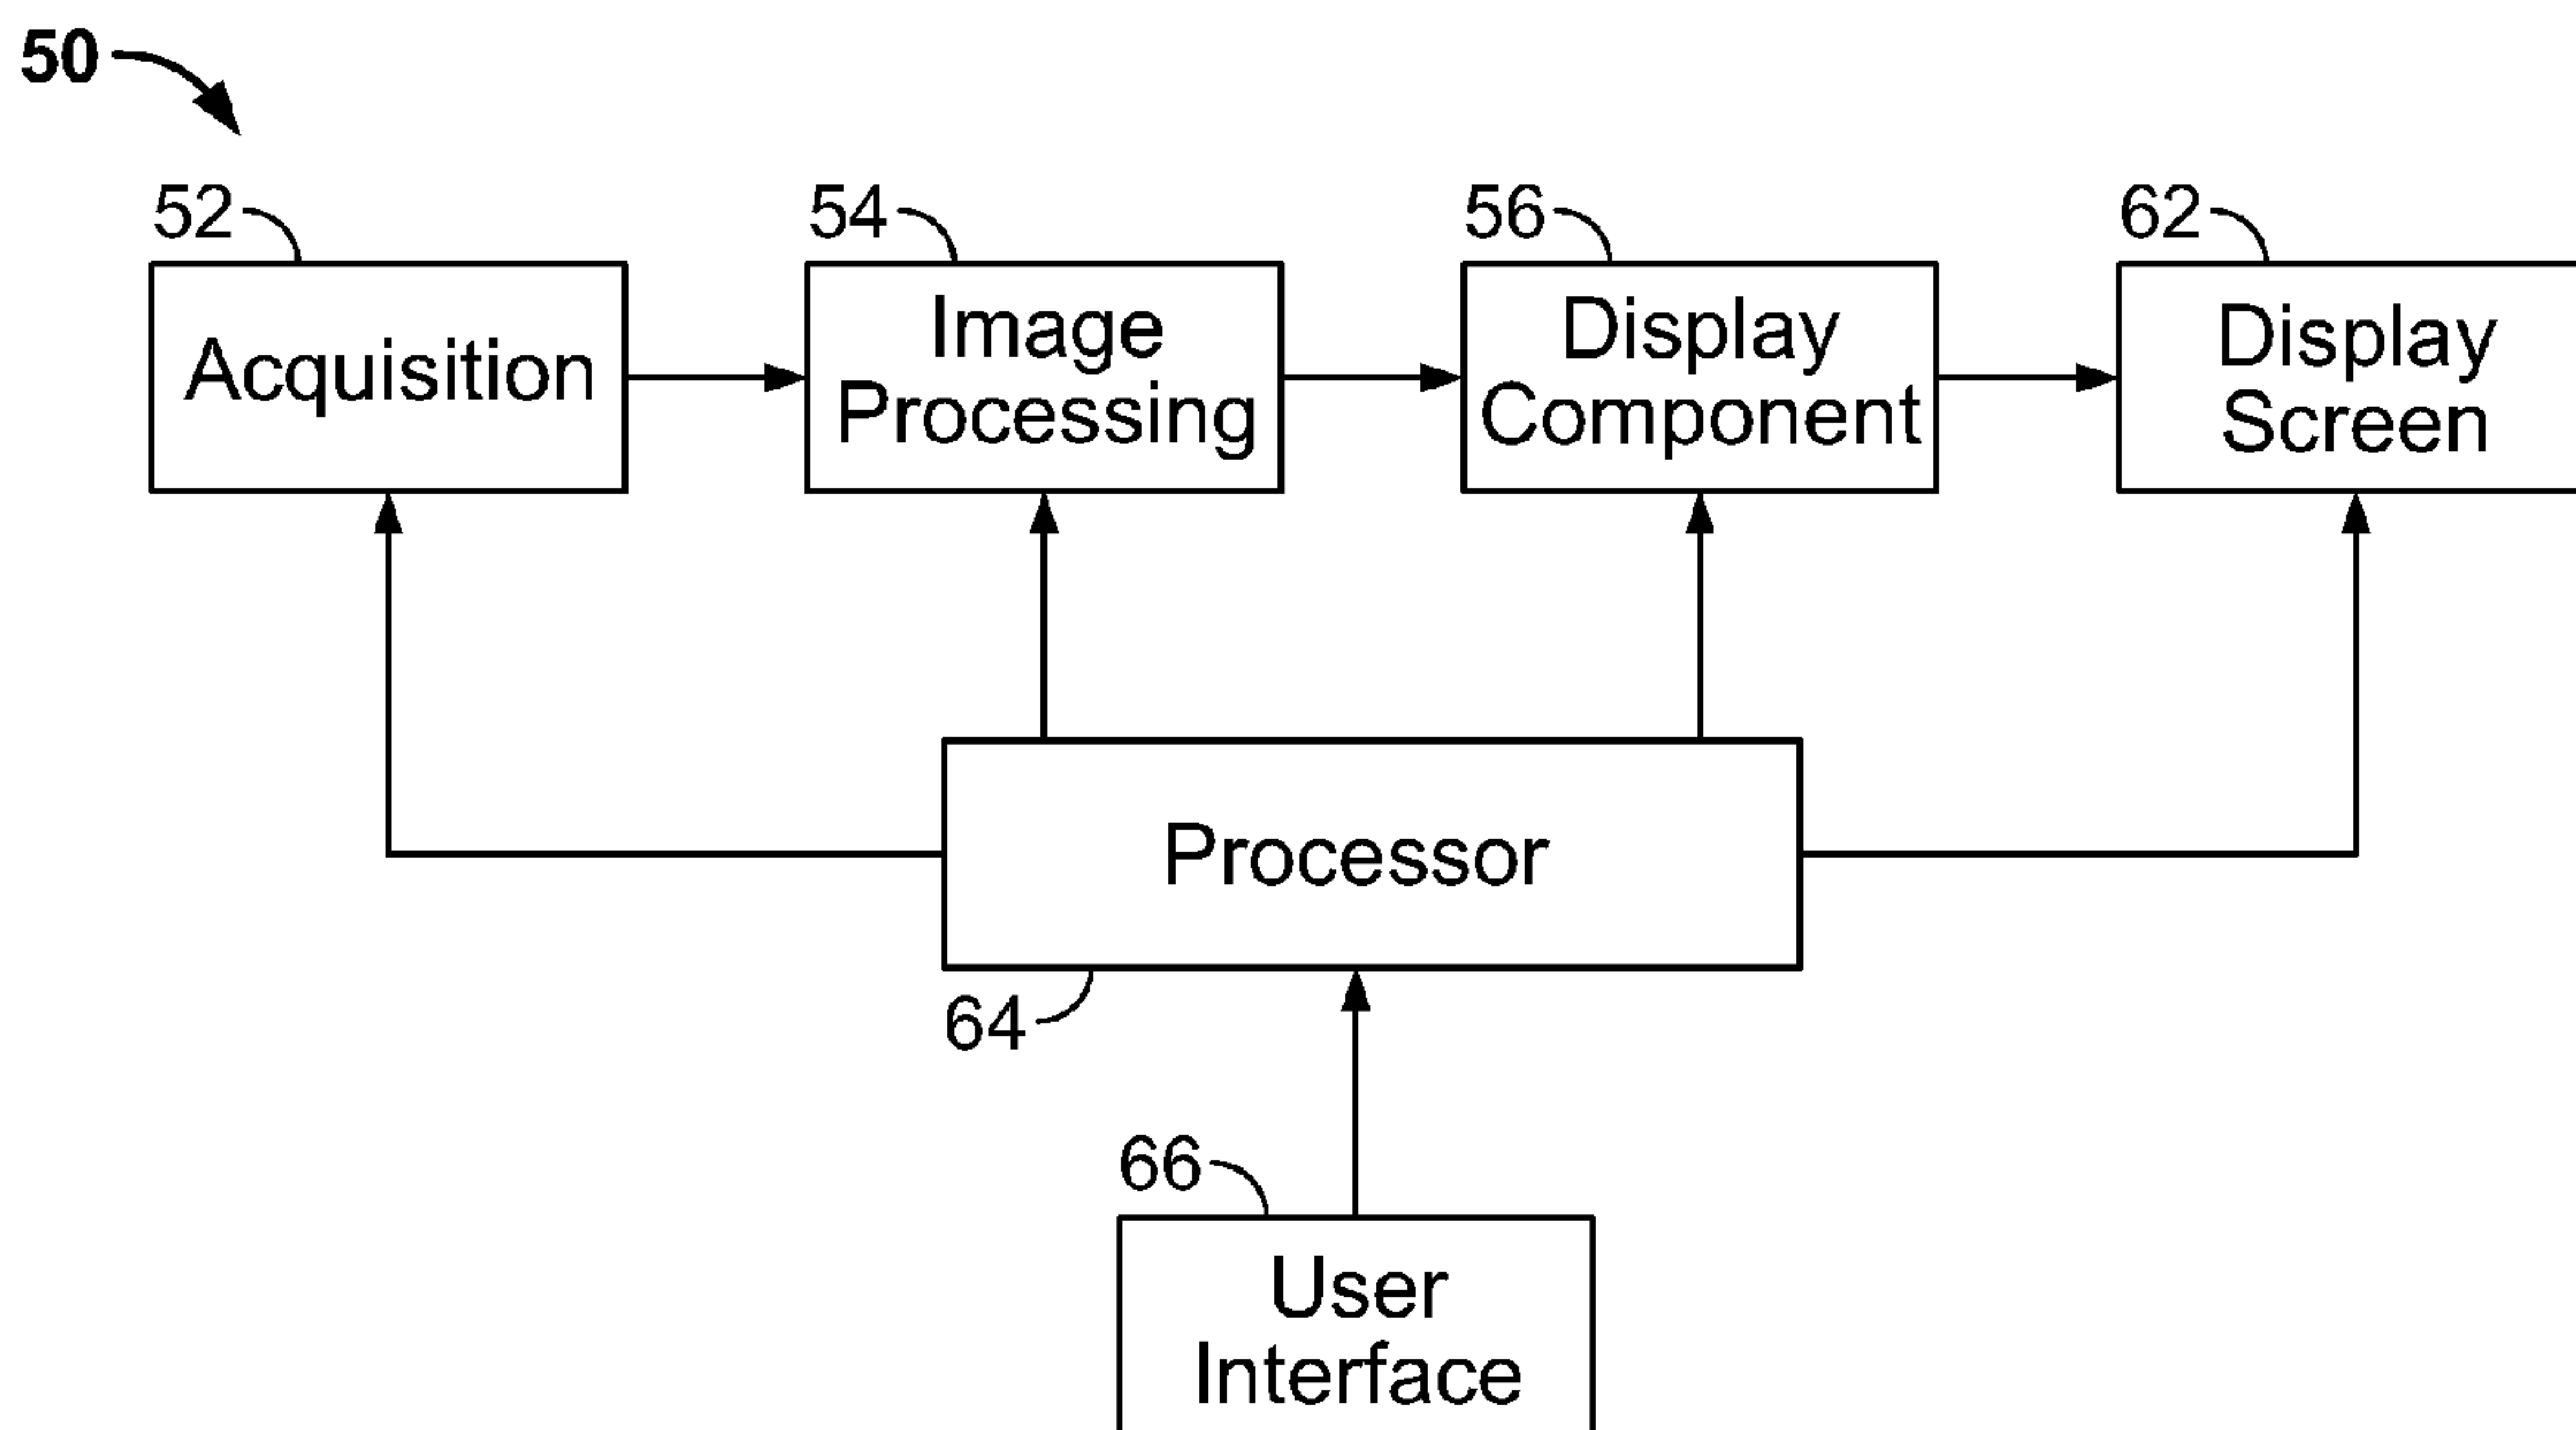 50
52
54
56
62
Acquisition
Image
Processing
Display
Component
Display
Screen
Processor
64
66
User
Interface